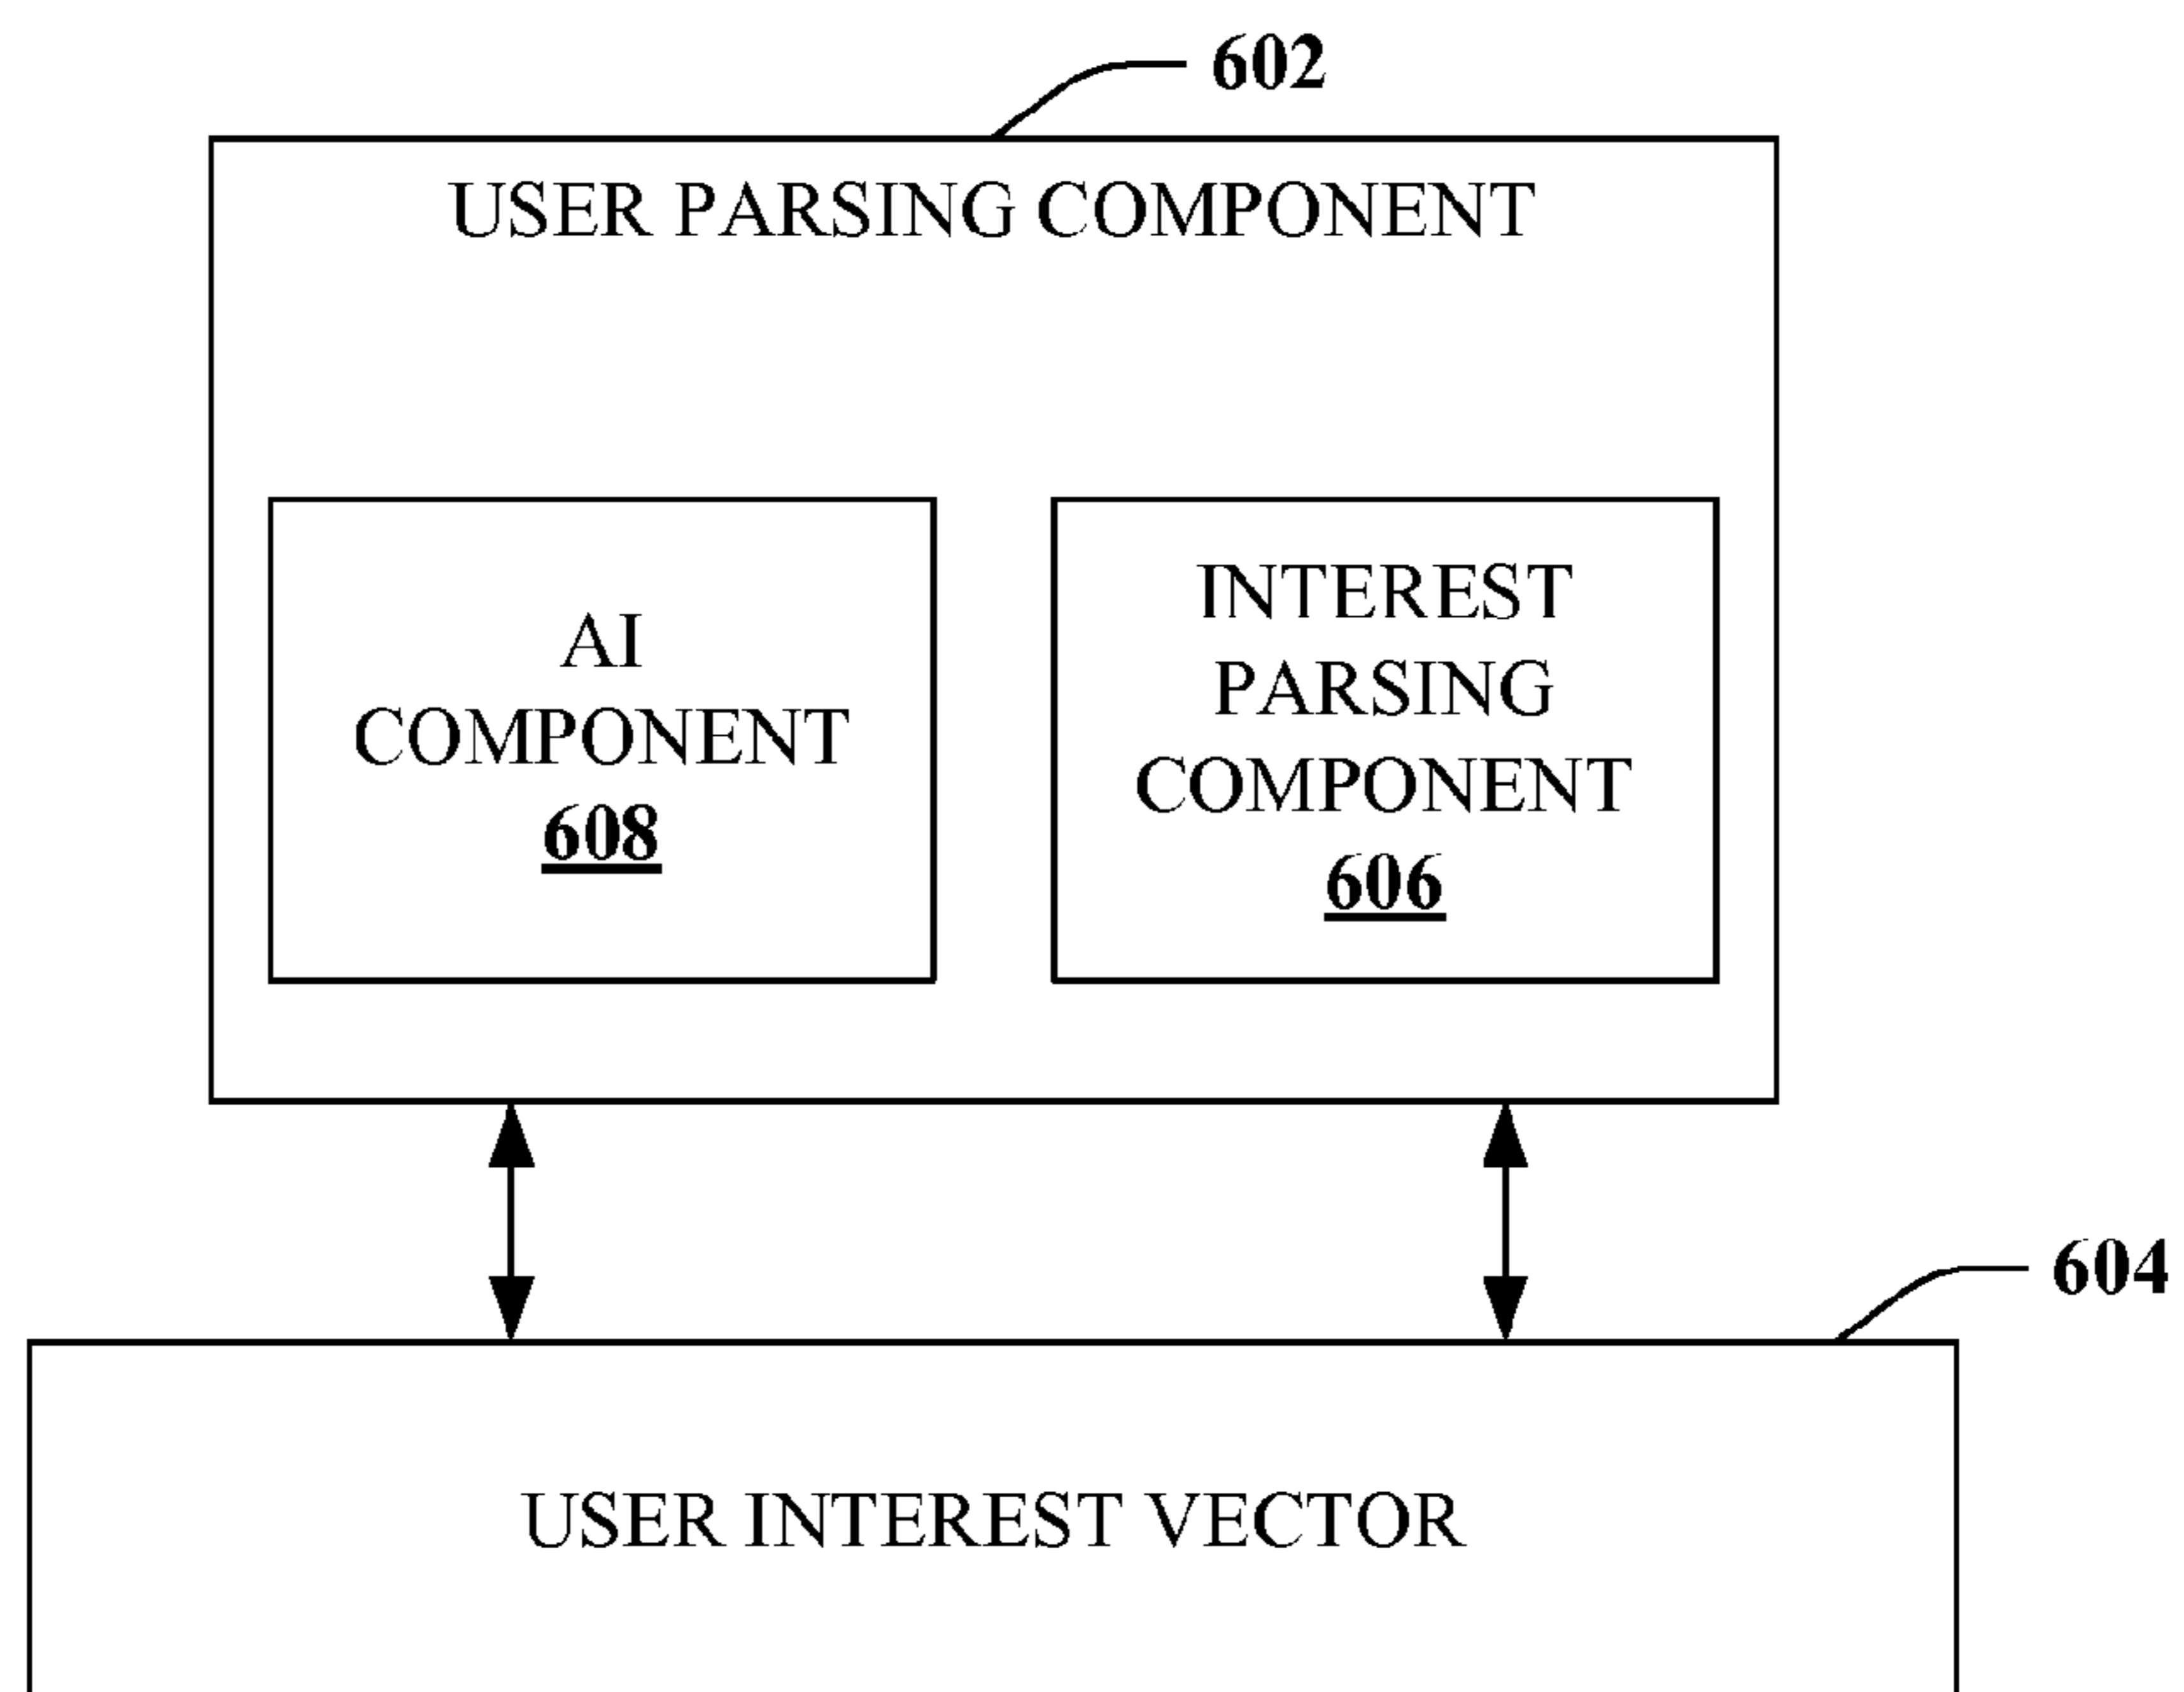 602
USER PARSING COMPONENT
AI
COMPONENT
608
INTEREST
PARSING
COMPONENT
606
604
USER INTEREST VECTOR